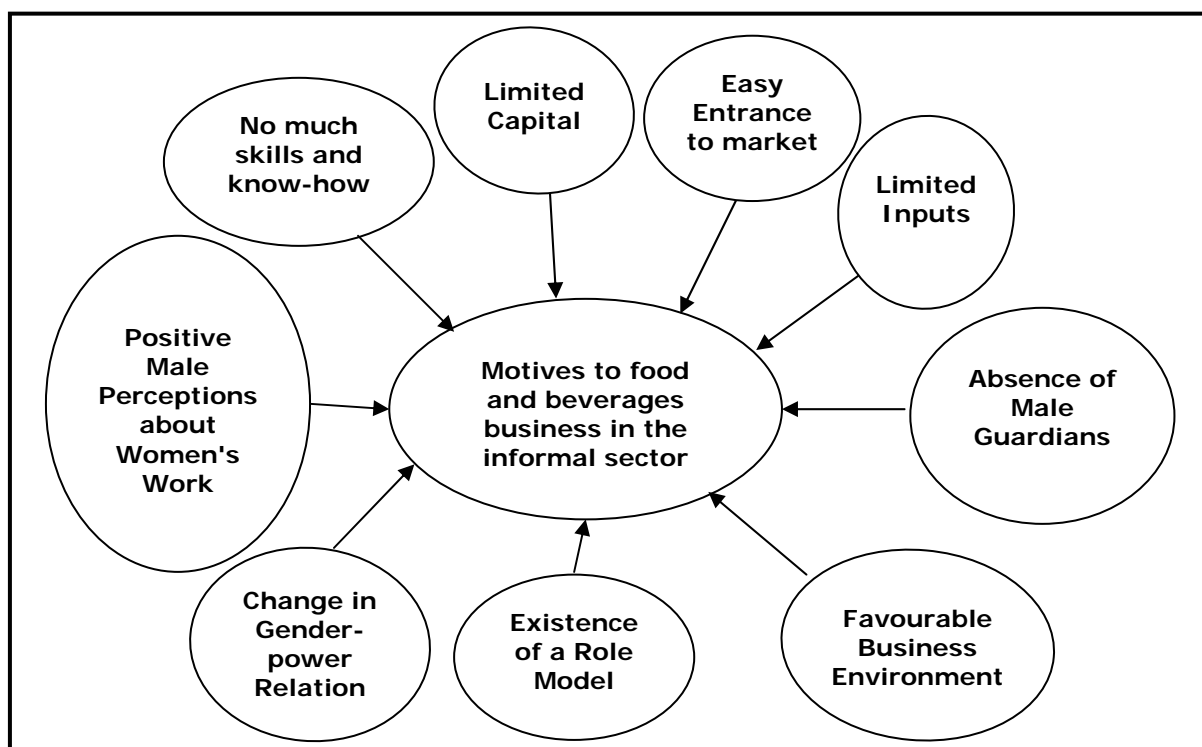 No much
skills and
know-how
Limited
Capital
Easy
Entrance
to market
Limited
Inputs
Positive
Male
Perceptions
about
Women's
Work
Motives to food
and beverages
business in the
informal sector
Absence of
Male
Guardians
Change in
Gender-
power
Relation
Existence
of a Role
Model
Favourable
Business
Environment